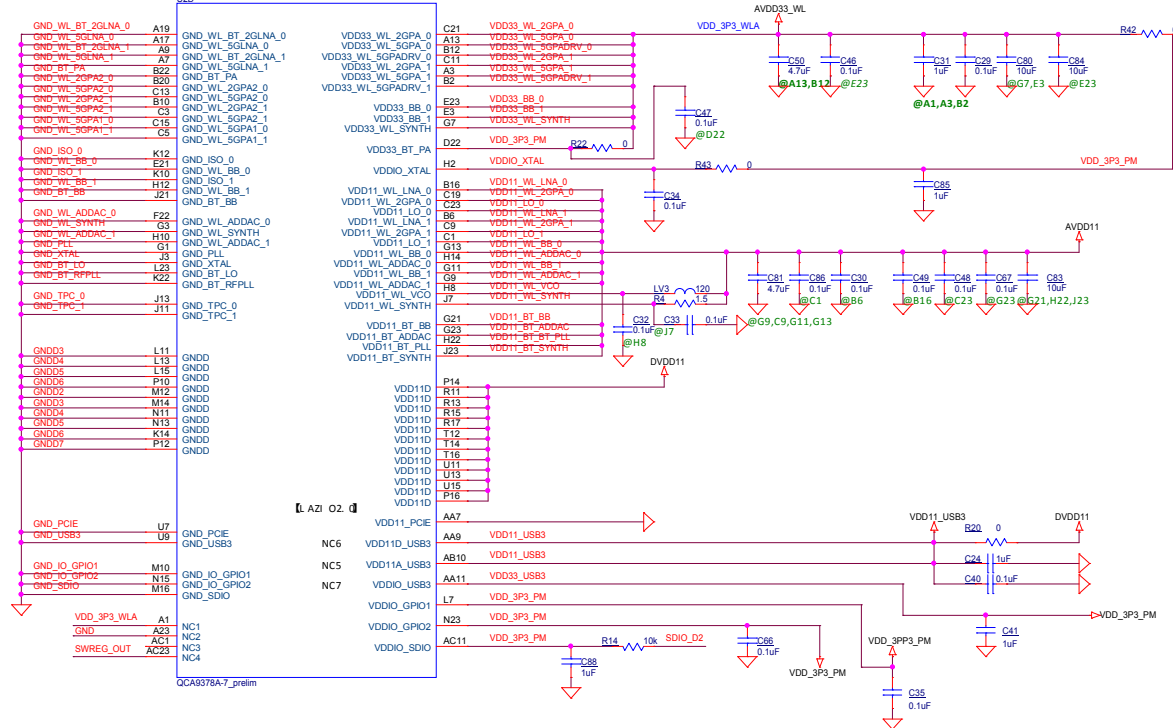 GND_WL_BT_2GLNA_0 A19 GND_WL_BT_2GLNA_0
GND_WL_5GLNA_0 A17 GND_WL_5GLNA_0
GND_WL_BT_2GLNA_1 A9 GND_WL_BT_2GLNA_1
GND_WL_5GLNA_1 A7 GND_WL_5GLNA_1
GND_BT_PA B22 GND_BT_PA
GND_WL_2GPA2_0 B20 GND_WL_2GPA2_0
GND_WL_5GPA2_0 C13 GND_WL_5GPA2_0
GND_WL_2GPA2_1 B10 GND_WL_2GPA2_1
GND_WL_5GPA2_1 C3 GND_WL_5GPA2_1
GND_WL_5GPA1_0 C15 GND_WL_5GPA1_0
GND_WL_5GPA1_1 C5 GND_WL_5GPA1_1
GND_ISO_0 K12 GND_ISO_0
GND_WL_BB_0 E21 GND_WL_BB_0
GND_ISO_1 K10 GND_ISO_1
GND_WL_BB_1 H12 GND_WL_BB_1
GND_BT_BB J21 GND_BT_BB
GND_WL_ADDAC_0 F22 GND_WL_ADDAC_0
GND_WL_SYNTH G3 GND_WL_SYNTH
GND_WL_ADDAC_1 H10 GND_WL_ADDAC_1
GND_PLL G1 GND_PLL
GND_XTAL J3 GND_XTAL
GND_BT_LO L23 GND_BT_LO
GND_BT_RFPLL K22 GND_BT_RFPLL
GND_TPC_0 J13 GND_TPC_0
GND_TPC_1 J11 GND_TPC_1
GNDD3 L11 GNDD
GNDD4 L13 GNDD
GNDD5 L15 GNDD
GNDD6 P10 GNDD
GNDD2 M12 GNDD
GNDD3 M14 GNDD
GNDD4 N11 GNDD
GNDD5 N13 GNDD
GNDD6 K14 GNDD
GNDD7 P12 GNDD
GND_PCIE U7 GND_PCIE
GND_USB3 U9 GND_USB3
GND_IO_GPIO1 M10 GND_IO_GPIO1
GND_IO_GPIO2 N15 GND_IO_GPIO2
GND_SDIO M16 GND_SDIO
VDD_3P3_WLA A1 NC1
GND A23 NC2
AC1 NC3
SWREG_OUT AC23 NC4
QCA9378A-7_prelim
NC6
NC5
NC7
VDD33_WL_2GPA_0 C21 VDD33_WL_2GPA_0
VDD33_WL_5GPA_0 A13 VDD33_WL_5GPA_0
VDD33_WL_5GPADRV_0 B12 VDD33_WL_5GPADRV_0
VDD33_WL_2GPA_1 C11 VDD33_WL_2GPA_1
VDD33_WL_5GPA_1 A3 VDD33_WL_5GPA_1
VDD33_WL_5GPADRV_1 B2 VDD33_WL_5GPADRV_1
VDD33_BB_0 E23 VDD33_BB_0
VDD33_BB_1 E3 VDD33_BB_1
VDD33_WL_SYNTH G7 VDD33_WL_SYNTH
VDD33_BT_PA D22 VDD_3P3_PM
VDDIO_XTAL H2 VDDIO_XTAL
VDD11_WL_LNA_0 B16 VDD11_WL_LNA_0
VDD11_WL_2GPA_0 C19 VDD11_WL_2GPA_0
VDD11_LO_0 C23 VDD11_LO_0
VDD11_WL_LNA_1 B6 VDD11_WL_LNA_1
VDD11_WL_2GPA_1 C9 VDD11_WL_2GPA_1
VDD11_LO_1 C1 VDD11_LO_1
VDD11_WL_BB_0 G13 VDD11_WL_BB_0
VDD11_WL_ADDAC_0 H14 VDD11_WL_ADDAC_0
VDD11_WL_BB_1 G11 VDD11_WL_BB_1
VDD11_WL_ADDAC_1 G9 VDD11_WL_ADDAC_1
VDD11_WL_VCO H8 VDD11_WL_VCO
VDD11_WL_SYNTH J7 VDD11_WL_SYNTH
VDD11_BT_BB G21 VDD11_BT_BB
VDD11_BT_ADDAC G23 VDD11_BT_ADDAC
VDD11_BT_PLL H22 VDD11_BT_BT_PLL
VDD11_BT_SYNTH J23 VDD11_BT_SYNTH
VDD11D P14
VDD11D R11
VDD11D R13
VDD11D R15
VDD11D R17
VDD11D T12
VDD11D T14
VDD11D T16
VDD11D U11
VDD11D U13
VDD11D U15
VDD11D P16
VDD11_PCIE AA7
VDD11D_USB3 AA9 VDD11_USB3
VDD11A_USB3 AB10 VDD11_USB3
VDDIO_USB3 AA11 VDD33_USB3
VDDIO_GPIO1 L7 VDD_3P3_PM
VDDIO_GPIO2 N23 VDD_3P3_PM
VDDIO_SDIO AC11 VDD_3P3_PM
AVDD33_WL
VDD_3P3_WLA
R42
C50 4.7uF @A13,B12
C46 0.1uF @E23
C31 1uF @A1,A3,B2
C29 0.1uF
C80 10uF @G7,E3
C84 10uF @E23
C47 0.1uF @D22
R22 0
R43 0
VDD_3P3_PM
C34 0.1uF
C85 1uF
AVDD11
C81 4.7uF
C86 0.1uF @C1
C30 0.1uF @B6
C49 0.1uF @B16
C48 0.1uF @C23
C67 0.1uF @G23
C83 10uF @G21,H22,J23
LV3 120
R4 1.5
C32 0.1uF @H8
@J7
C33 0.1uF
@G9,C9,G11,G13
DVDD11
VDD11_USB3
R20 0
DVDD11
C24 1uF
C40 0.1uF
VDD_3P3_PM
C41 1uF
R14 10k SDIO_D2
C66 0.1uF
C88 1uF
VDD_3P3_PM
VDD_3PP3_PM
C35 0.1uF